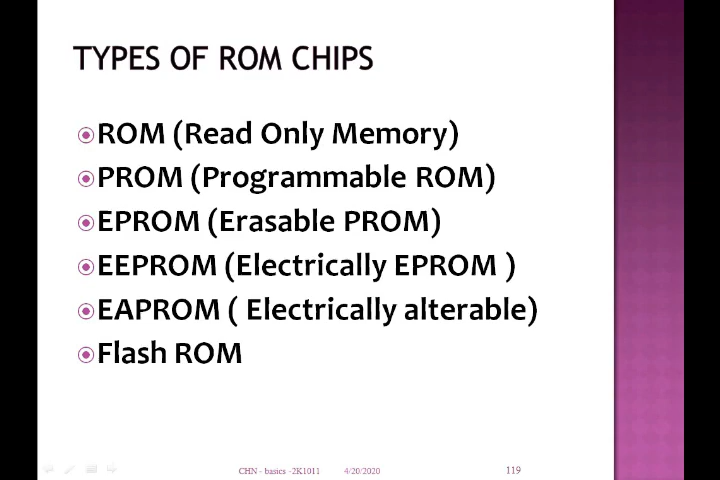 TYPES OF ROM CHIPS
ROM (Read Only Memory)
PROM (Programmable ROM)
EPROM (Erasable PROM)
EEPROM (Electrically EPROM )
EAPROM ( Electrically alterable)
Flash ROM
CHN - basics -2K1011 4/20/2020 119